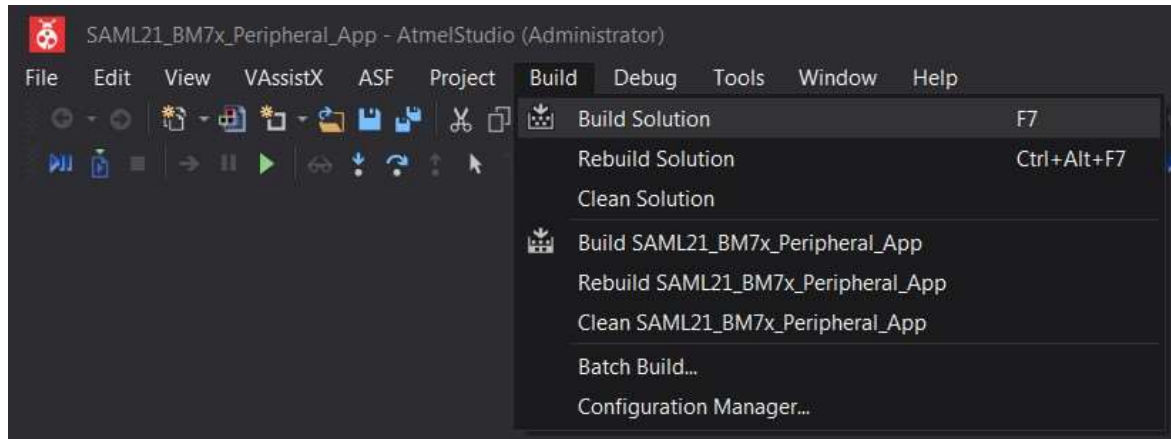 SAML21_BM7x_Peripheral_App - AtmelStudio (Administrator)
File Edit View VAssistX ASF Project Build Debug Tools Window Help
Build Solution F7
Rebuild Solution Ctrl+Alt+F7
Clean Solution
Build SAML21_BM7x_Peripheral_App
Rebuild SAML21_BM7x_Peripheral_App
Clean SAML21_BM7x_Peripheral_App
Batch Build...
Configuration Manager...